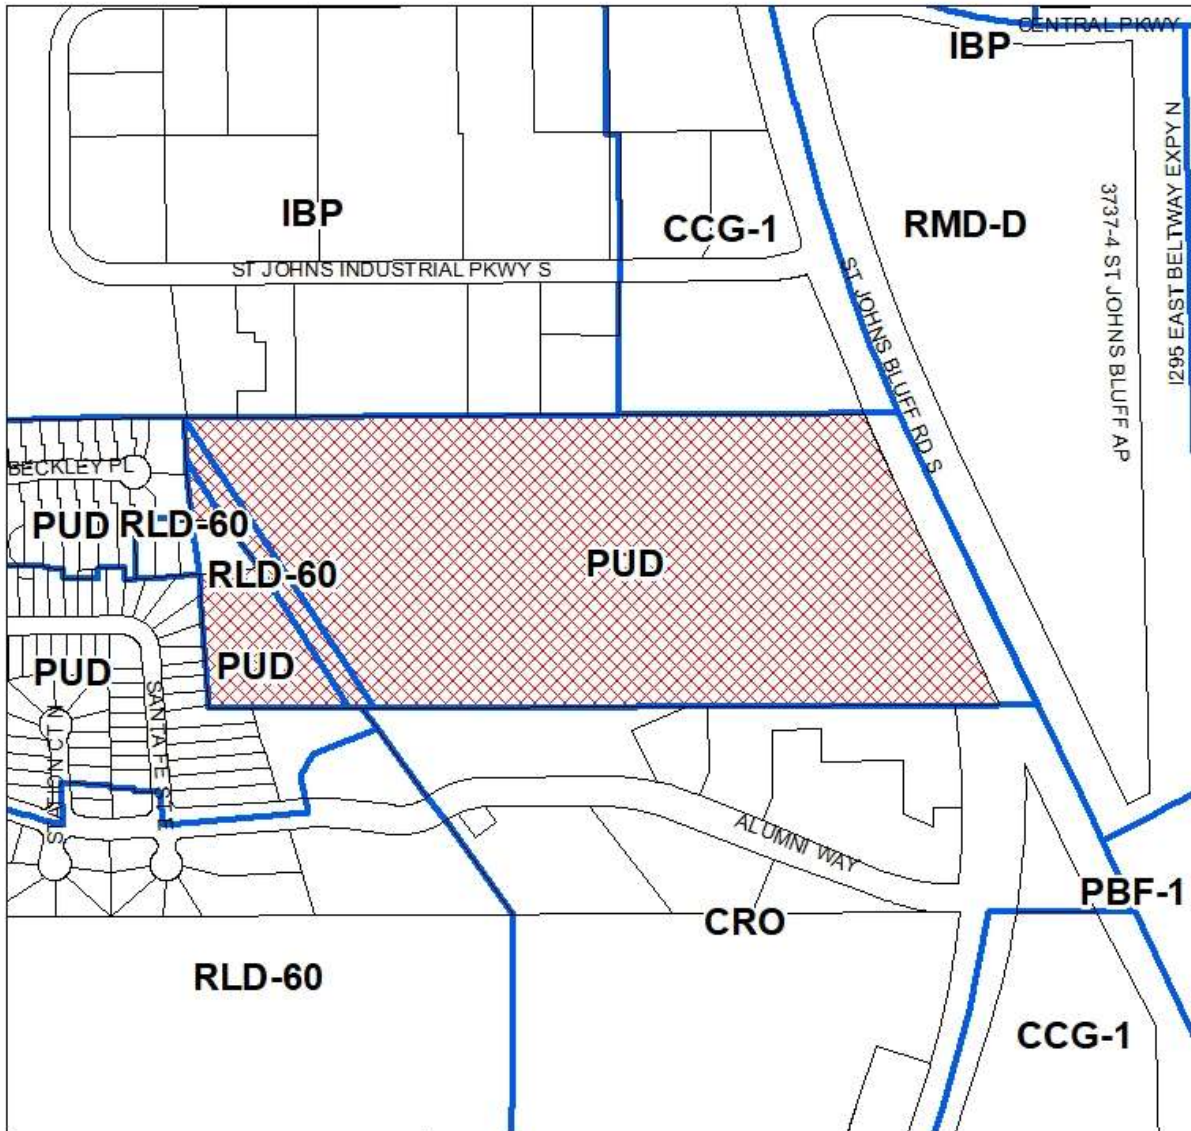 CENTRAL PKWY
IBP
IBP
CCG-1
RMD-D
I295 EAST BELTWAY EXPY N
3737-4 ST JOHNS BLUFF AP
ST JOHNS INDUSTRIAL PKWY S
ST JOHNS BLUFF RD S
BECKLEY PL
PUD
RLD-60
RLD-60
PUD
PUD
PUD
SANTA FE ST E
ALUMNI WAY
PBF-1
CRO
RLD-60
CCG-1